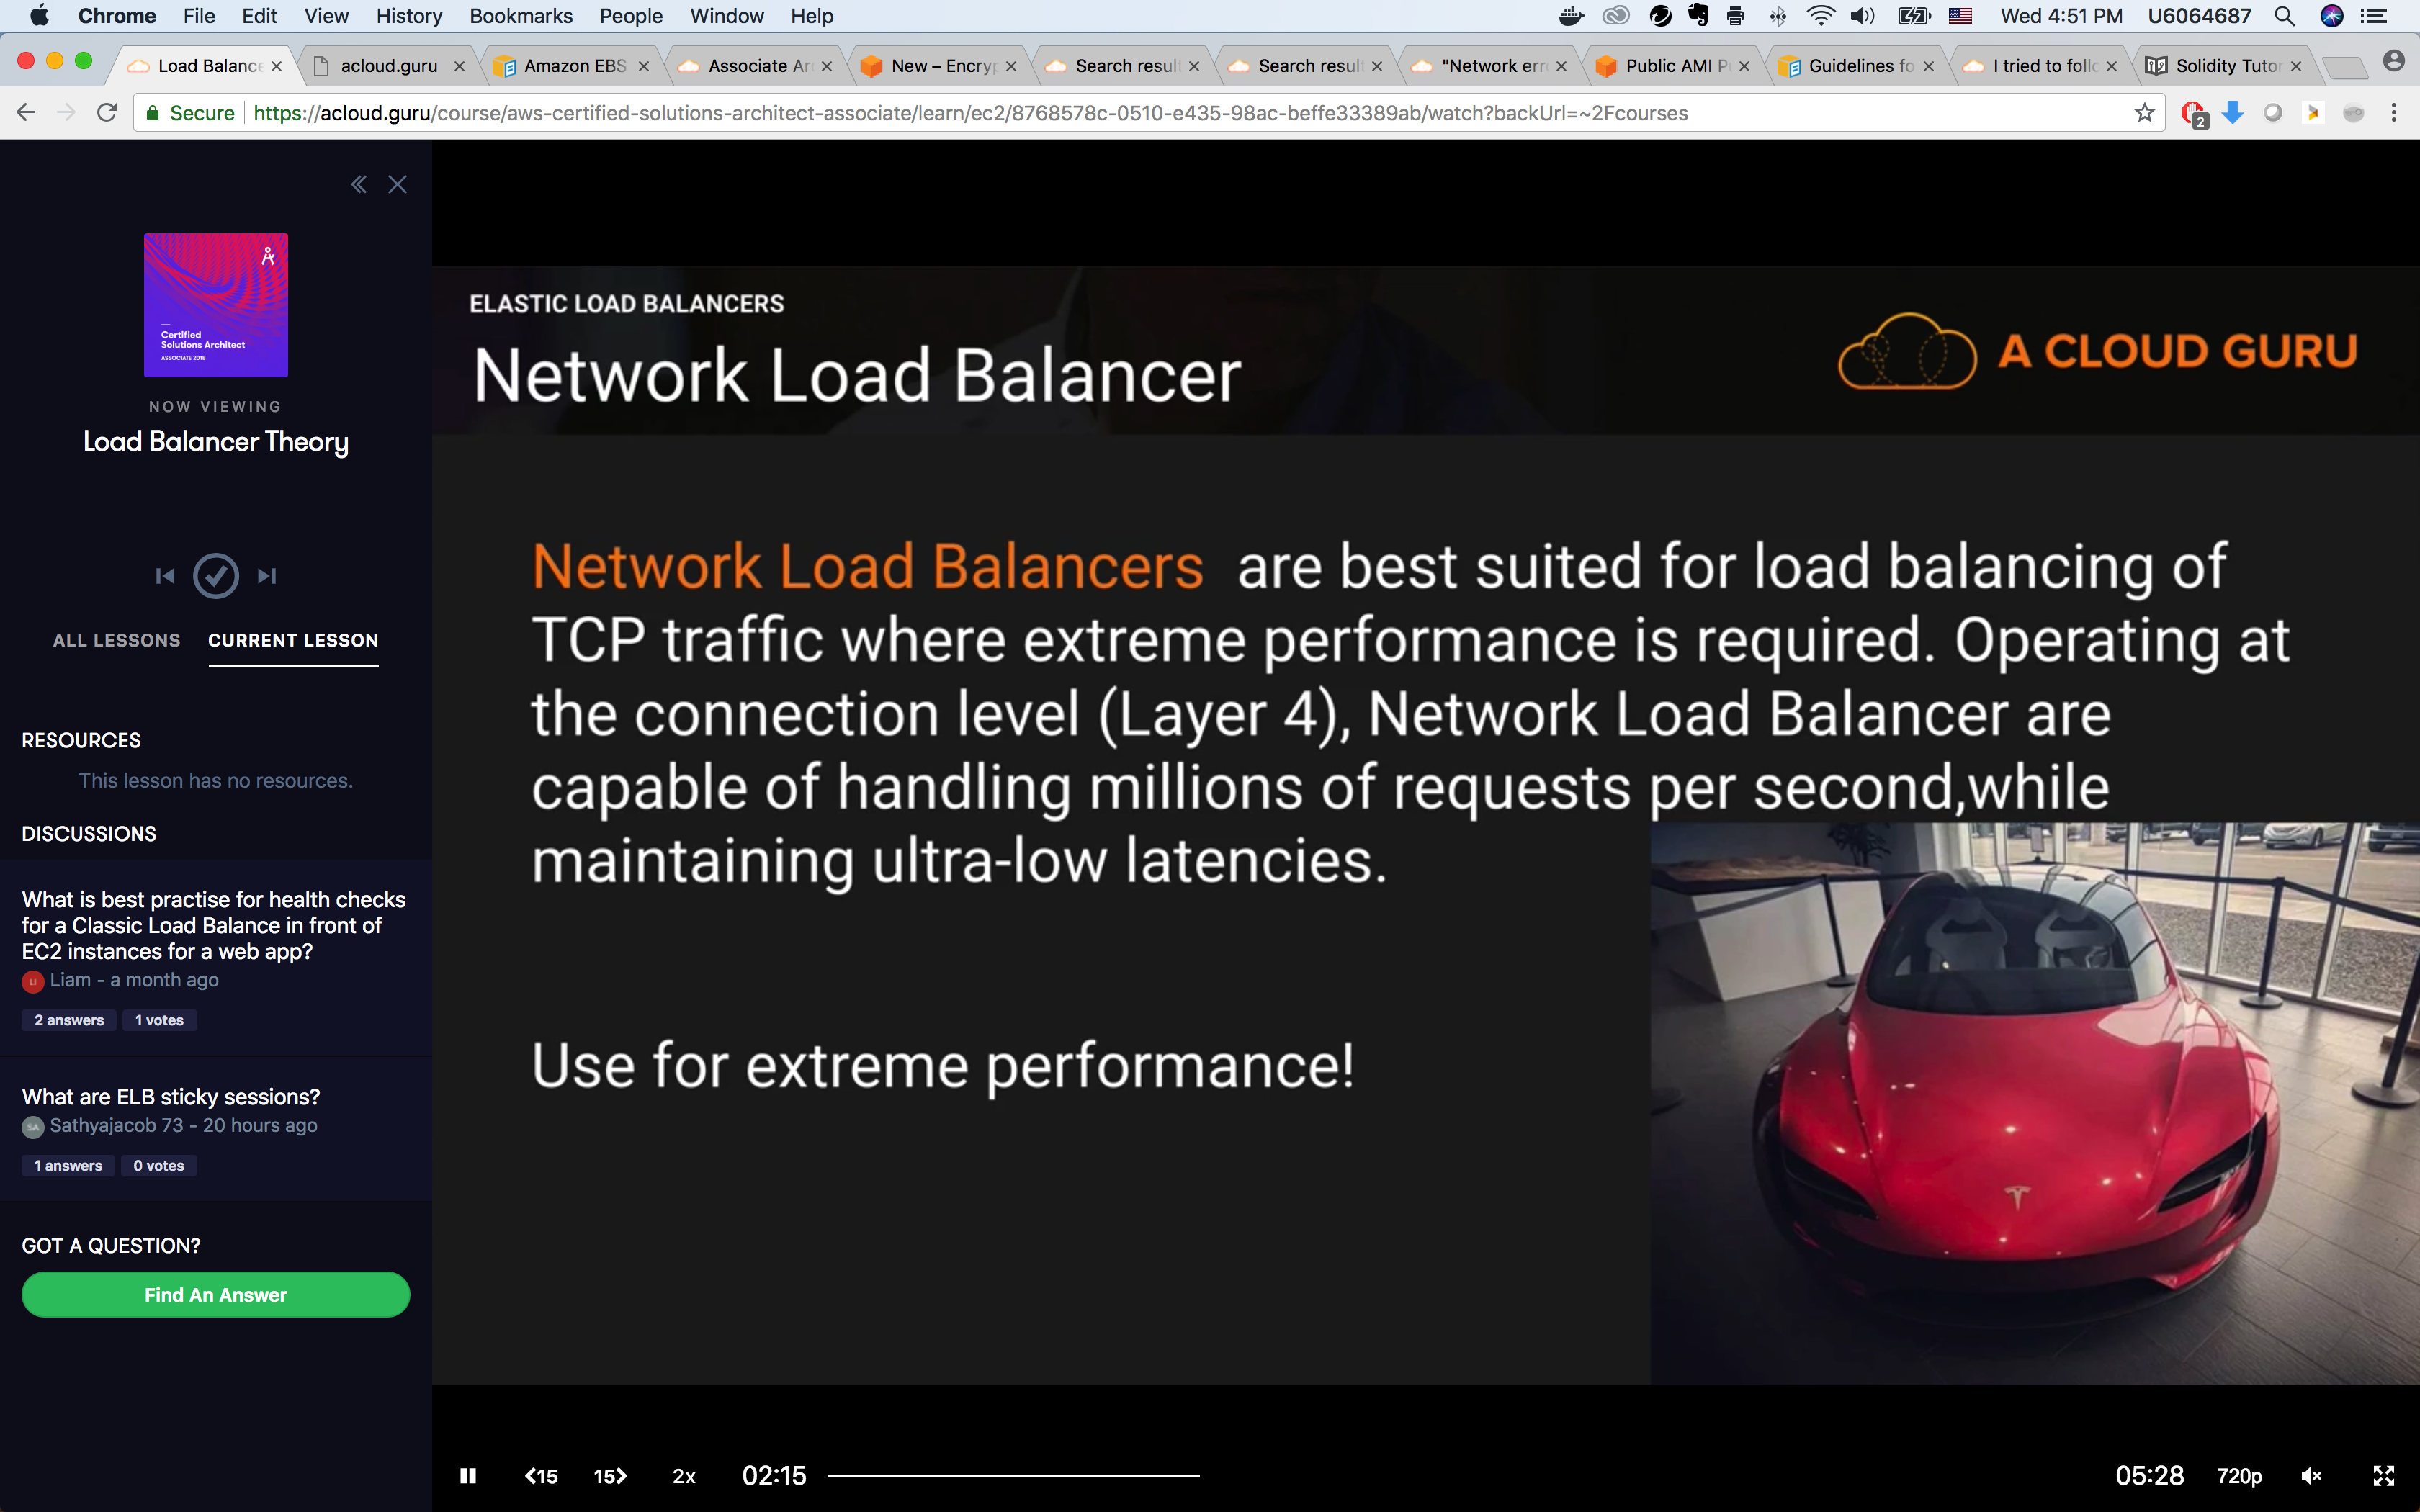 Chrome File Edit View History Bookmarks People Window Help Wed 4:51 PM U6064687
Load Balance acloud.guru Amazon EBS Associate Ar New – Encryp Search result Search result "Network err Public AMI P Guidelines fo I tried to follo Solidity Tutor
Secure https://acloud.guru/course/aws-certified-solutions-architect-associate/learn/ec2/8768578c-0510-e435-98ac-beffe33389ab/watch?backUrl=~2Fcourses
2
Certified
Solutions Architect
ASSOCIATE 2018
NOW VIEWING
Load Balancer Theory
ALL LESSONS CURRENT LESSON
RESOURCES
This lesson has no resources.
DISCUSSIONS
What is best practise for health checks
for a Classic Load Balance in front of
EC2 instances for a web app?
LI Liam - a month ago
2 answers 1 votes
What are ELB sticky sessions?
SA Sathyajacob 73 - 20 hours ago
1 answers 0 votes
GOT A QUESTION?
Find An Answer
ELASTIC LOAD BALANCERS
Network Load Balancer
A CLOUD GURU
Network Load Balancers are best suited for load balancing of
TCP traffic where extreme performance is required. Operating at
the connection level (Layer 4), Network Load Balancer are
capable of handling millions of requests per second,while
maintaining ultra-low latencies.
Use for extreme performance!
15 15 2x 02:15 05:28 720p